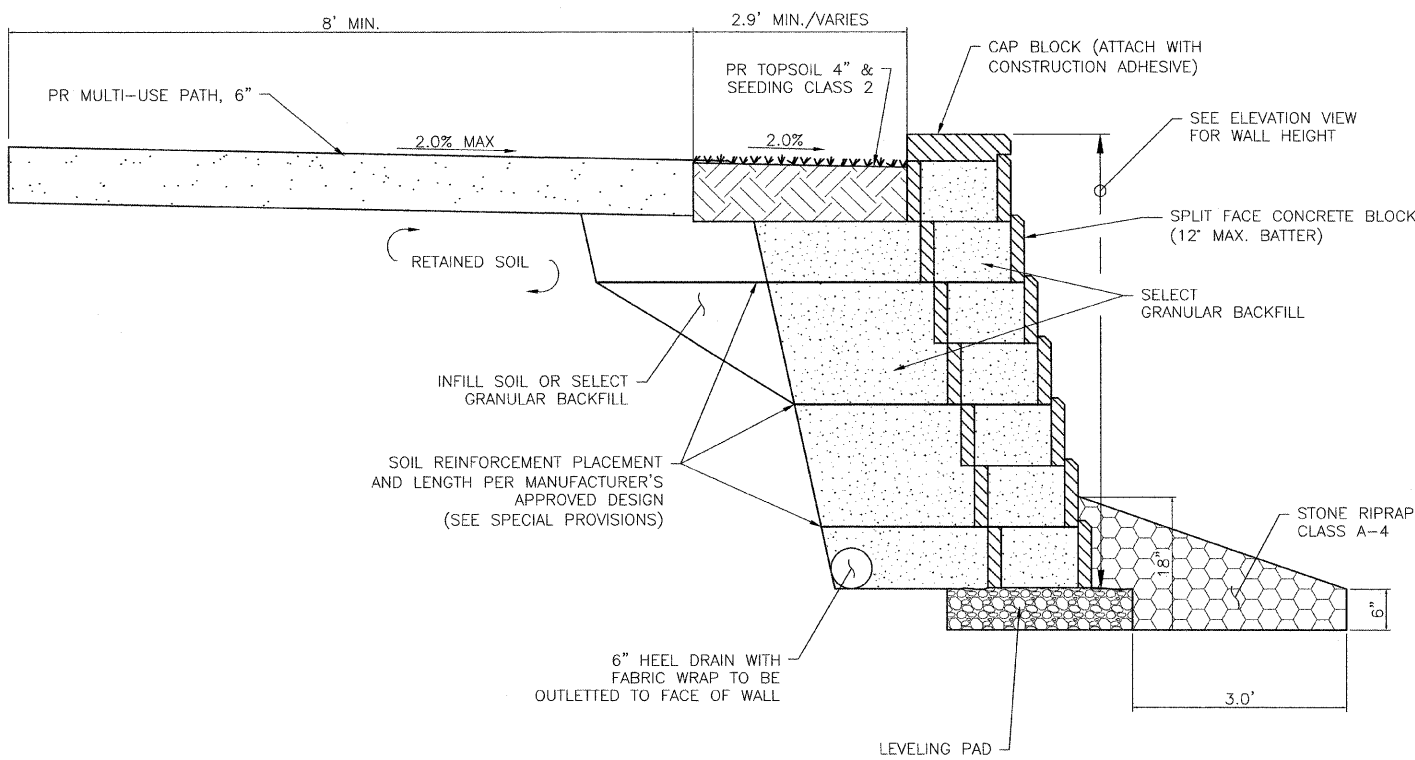 8' MIN.
2.9' MIN./VARIES
CAP BLOCK (ATTACH WITH
CONSTRUCTION ADHESIVE)
PR TOPSOIL 4" &
SEEDING CLASS 2
PR MULTI-USE PATH, 6"
SEE ELEVATION VIEW
FOR WALL HEIGHT
2.0% MAX
2.0%
SPLIT FACE CONCRETE BLOCK
(12° MAX. BATTER)
RETAINED SOIL
SELECT
GRANULAR BACKFILL
INFILL SOIL OR SELECT
GRANULAR BACKFILL
SOIL REINFORCEMENT PLACEMENT
AND LENGTH PER MANUFACTURER'S
APPROVED DESIGN
(SEE SPECIAL PROVISIONS)
STONE RIPRAP
CLASS A-4
18"
6"
6" HEEL DRAIN WITH
FABRIC WRAP TO BE
OUTLETTED TO FACE OF WALL
3.0'
LEVELING PAD